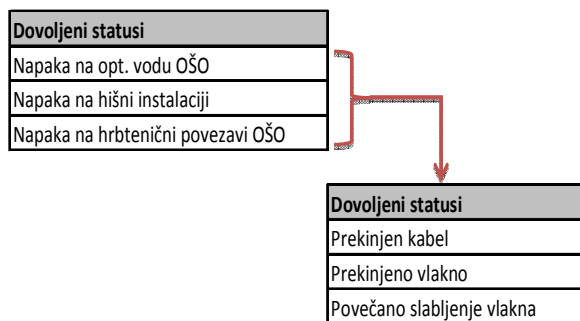 Dovoljeni statusi
Napaka na opt. vodu OŠO
Napaka na hišni instalaciji
Napaka na hrbtenični povezavi OŠO
Dovoljeni statusi
Prekinjen kabel
Prekinjeno vlakno
Povečano slabljenje vlakna